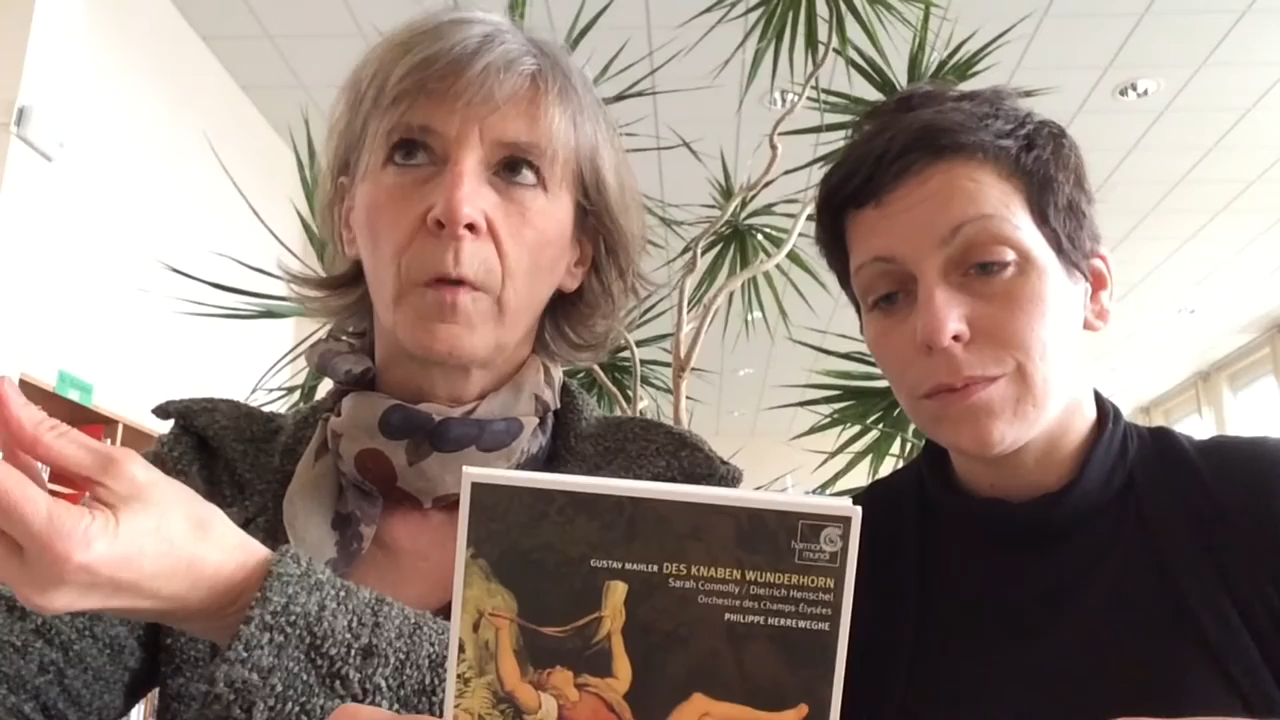 harmonia
mundi
GUSTAV MAHLER DES KNABEN WUNDERHORN
Sarah Connolly / Dietrich Henschel
Orchestre des Champs-Élysées
PHILIPPE HERREWEGHE